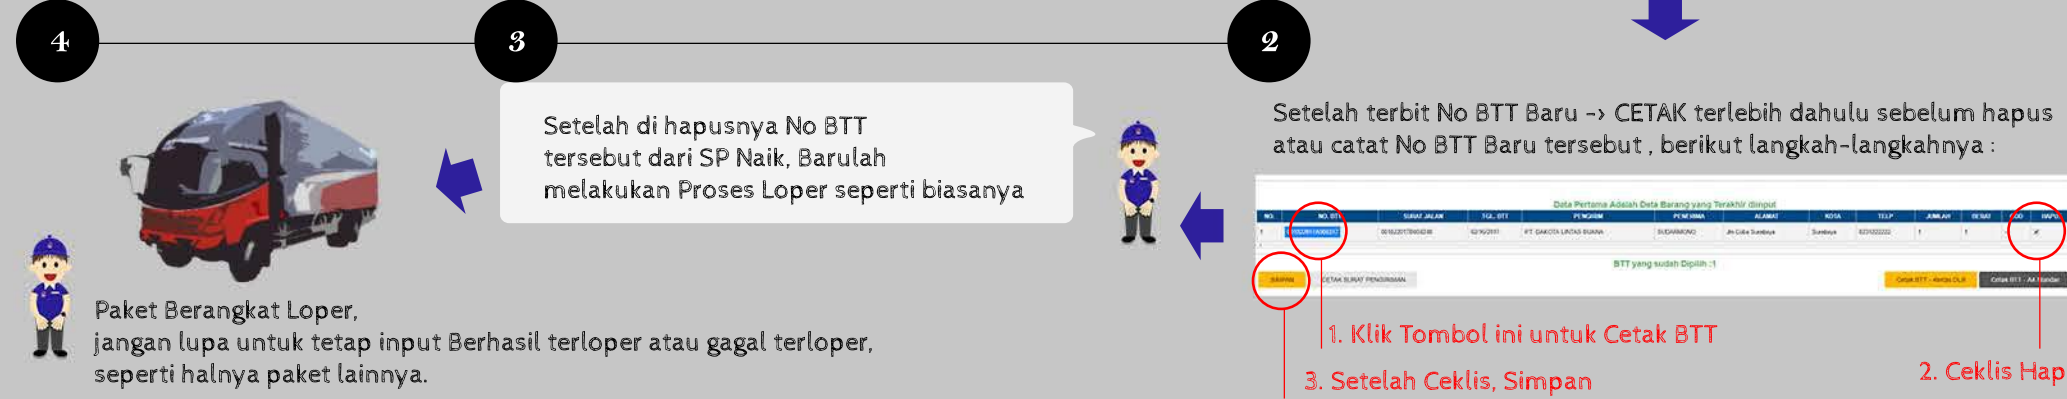 4
3
2
Setelah terbit No BTT Baru -> CETAK terlebih dahulu sebelum hapus
atau catat No BTT Baru tersebut , berikut langkah-langkahnya :
Setelah di hapusnya No BTT
tersebut dari SP Naik, Barulah
melakukan Proses Loper seperti biasanya
Data Pertama Adalah Data Barang yang Terakhir diinput
NO. NO. BTT SURAT JALAN TGL. BTT PENGIRIM PENERIMA ALAMAT KOTA TELP JUMLAH BERAT
1 PT. DAKOTA LINTAS BUANA SUDARMONO Surabaya 1 1
BTT yang sudah Dipilih :1
SIMPAN CETAK SURAT PENGIRIMAN
1. Klik Tombol ini untuk Cetak BTT
2. Ceklis Hap
3. Setelah Ceklis, Simpan
Paket Berangkat Loper,
jangan lupa untuk tetap input Berhasil terloper atau gagal terloper,
seperti halnya paket lainnya.